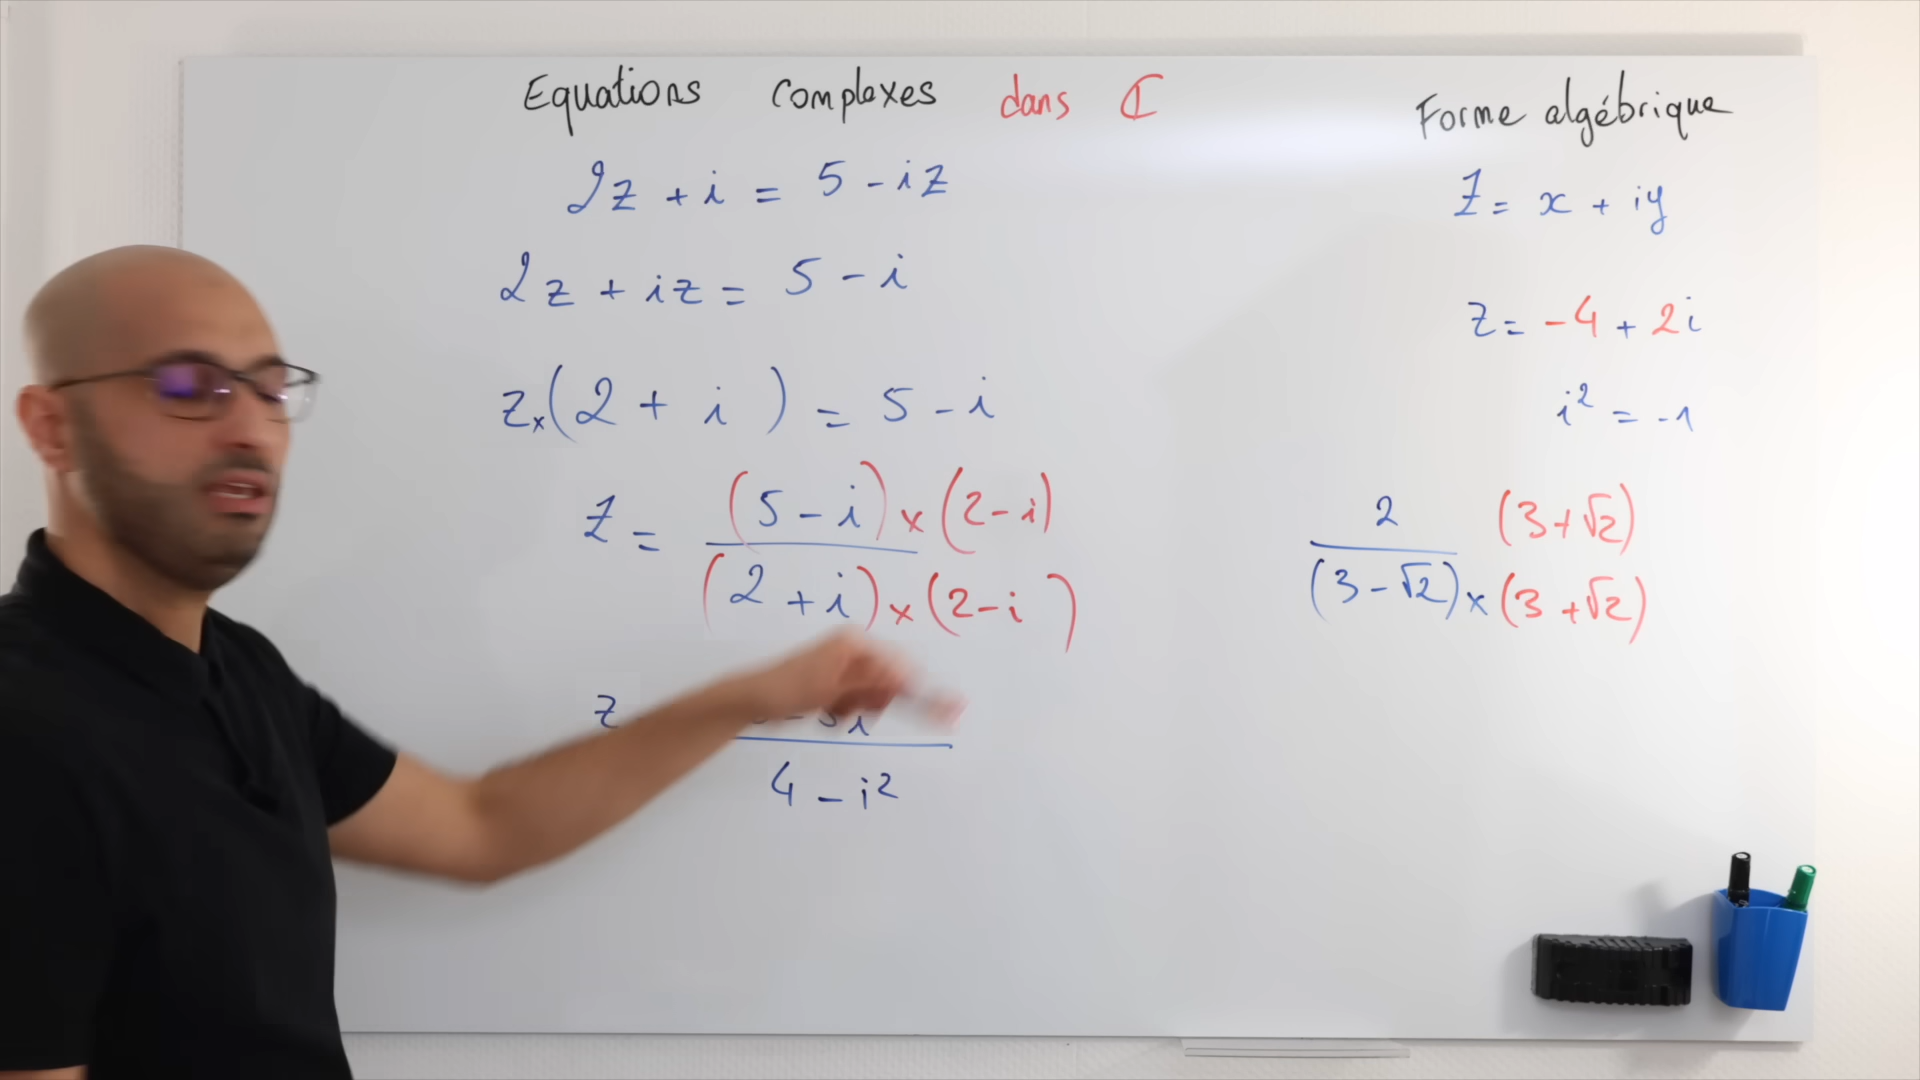 Equations complexes dans ℂ
2z + i = 5 - iz
2z + iz = 5 - i
z×(2 + i) = 5 - i
z = (5 - i)×(2 - i)
(2 + i)×(2 - i)
z
i
4 - i²
Forme algébrique
z = x + iy
z = -4 + 2i
i² = -1
2 (3+√2)
(3-√2)×(3+√2)